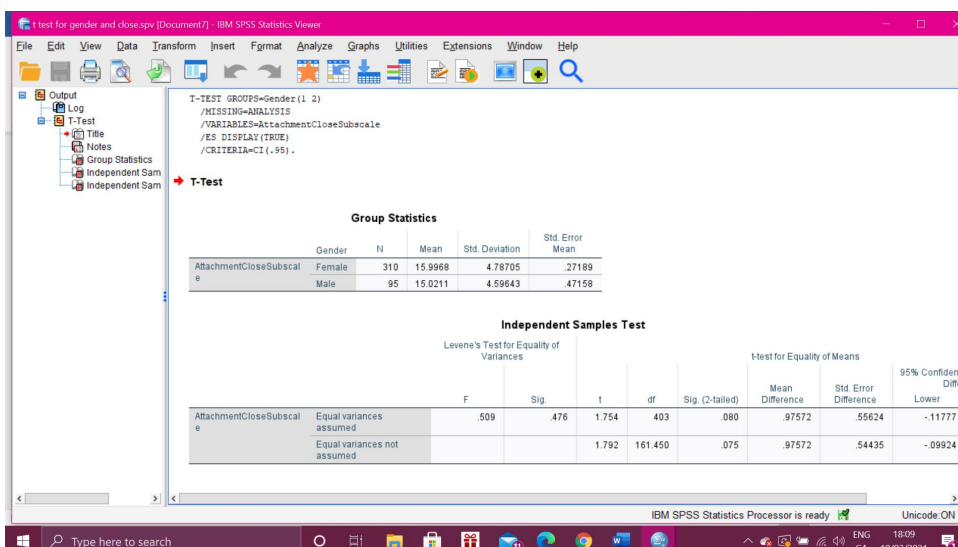 t test for gender and close.spv [Document7] - IBM SPSS Statistics Viewer
File Edit View Data Transform Insert Format Analyze Graphs Utilities Extensions Window Help
Output
Log
T-Test
Title
Notes
Group Statistics
Independent Sam
Independent Sam
T-TEST GROUPS=Gender(1 2)
/MISSING=ANALYSIS
/VARIABLES=AttachmentCloseSubscale
/ES DISPLAY(TRUE)
/CRITERIA=CI(.95).
T-Test
Group Statistics
Gender N Mean Std. Deviation Std. Error Mean
AttachmentCloseSubscale Female 310 15.9968 4.78705 .27189
Male 95 15.0211 4.59643 .47158
Independent Samples Test
Levene's Test for Equality of Variances
t-test for Equality of Means
F Sig. t df Sig. (2-tailed) Mean Difference Std. Error Difference 95% Confiden Diff Lower
AttachmentCloseSubscale Equal variances assumed .509 .476 1.754 403 .080 .97572 .55624 -.11777
Equal variances not assumed 1.792 161.450 .075 .97572 .54435 -.09924
IBM SPSS Statistics Processor is ready Unicode:ON
Type here to search
ENG 18:09